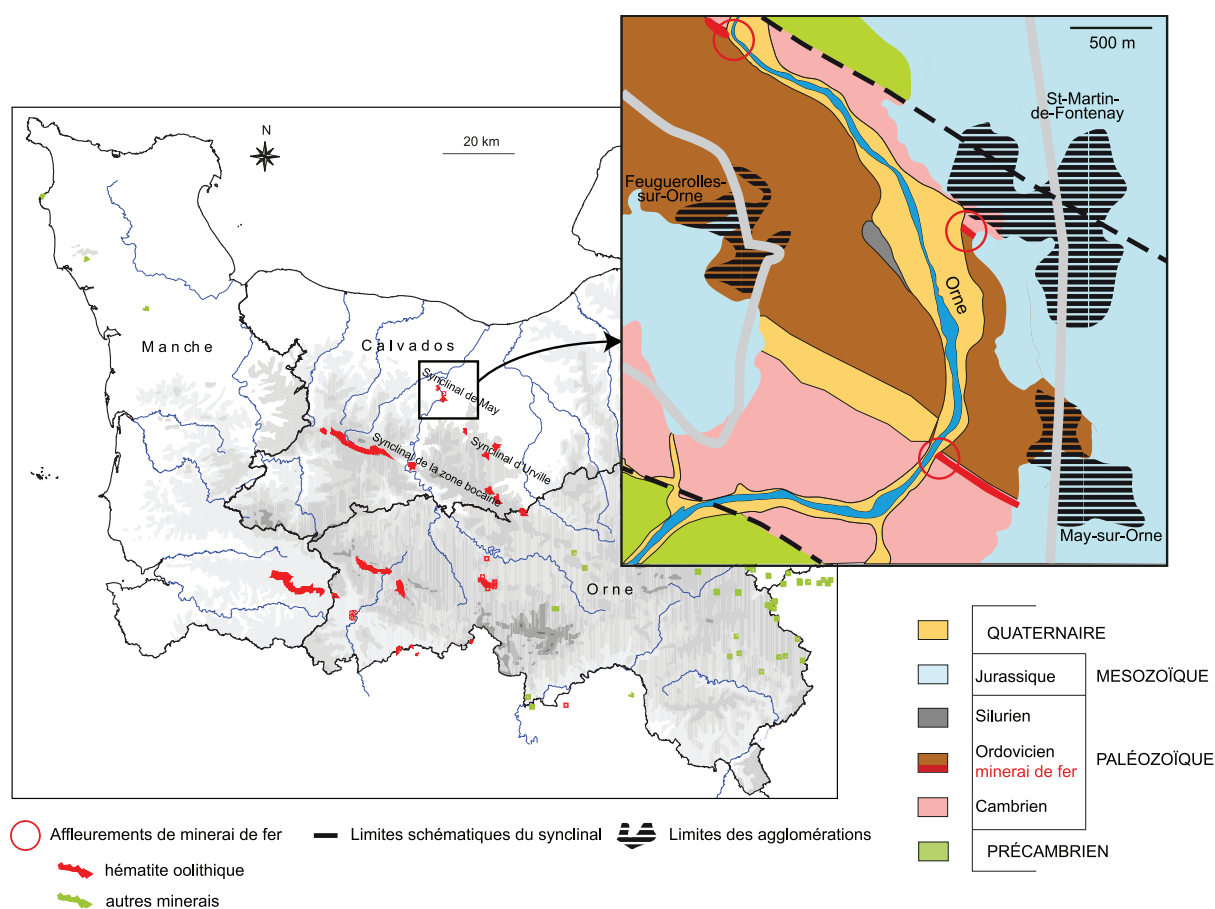 500 m
St-Martin-
de-Fontenay
Feuguerolles-
sur-Orne
Orne
May-sur-Orne
N
20 km
Manche
Calvados
Synclinal de May
Synclinal d'Urville
Synclinal de la zone bocaine
Orne
QUATERNAIRE
Jurassique
MESOZOÏQUE
Silurien
Ordovicien
minerai de fer
PALÉOZOÏQUE
Cambrien
PRÉCAMBRIEN
Affleurements de minerai de fer
Limites schématiques du synclinal
Limites des agglomérations
hématite oolithique
autres minerais